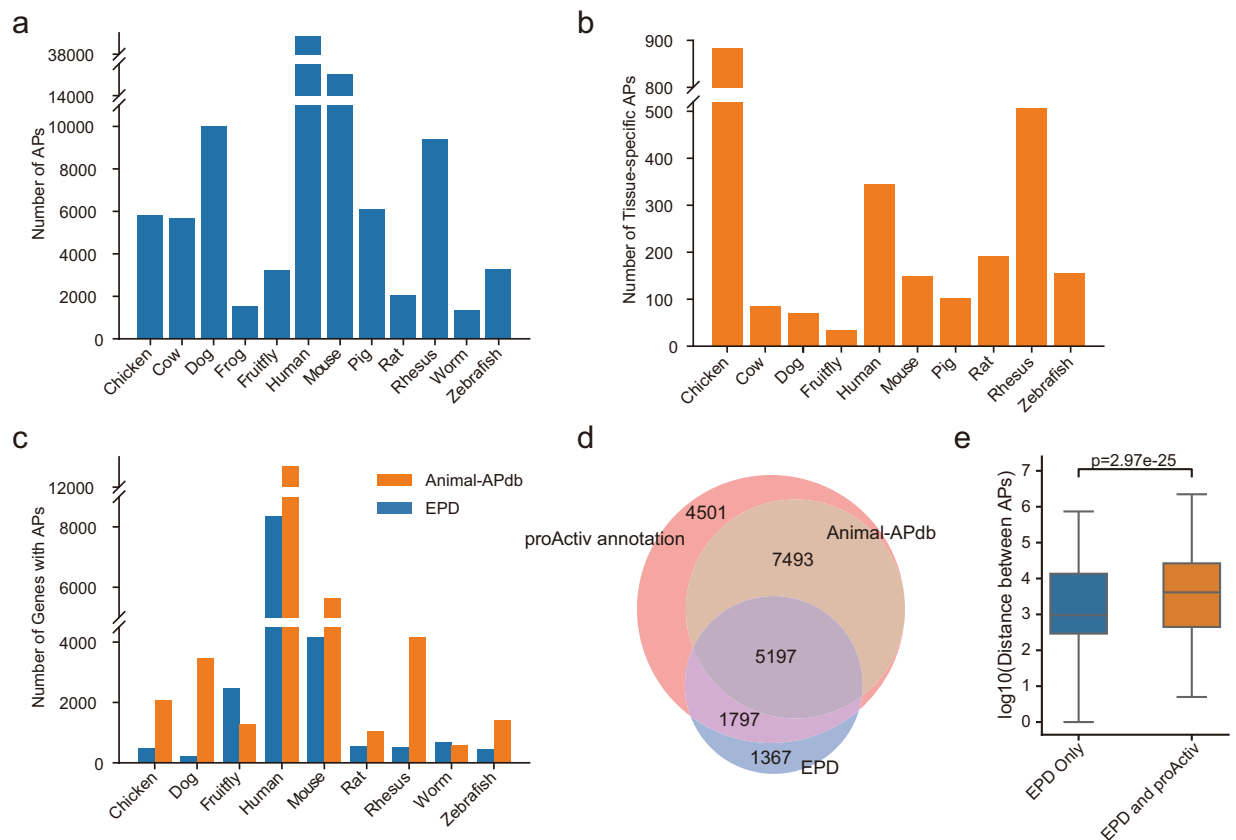 a
Number of APs
38000
14000
10000
8000
6000
4000
2000
0
Chicken
Cow
Dog
Frog
Fruitfly
Human
Mouse
Pig
Rat
Rhesus
Worm
Zebrafish
b
Number of Tissue-specific APs
900
800
500
400
300
200
100
0
Chicken
Cow
Dog
Fruitfly
Human
Mouse
Pig
Rat
Rhesus
Zebrafish
c
Number of Genes with APs
12000
8000
6000
4000
2000
0
Animal-APdb
EPD
Chicken
Dog
Fruitfly
Human
Mouse
Rat
Rhesus
Worm
Zebrafish
d
4501
proActiv annotation
Animal-APdb
7493
5197
1797
1367
EPD
e
p=2.97e-25
log10(Distance between APs)
7
6
5
4
3
2
1
0
EPD Only
EPD and proActiv